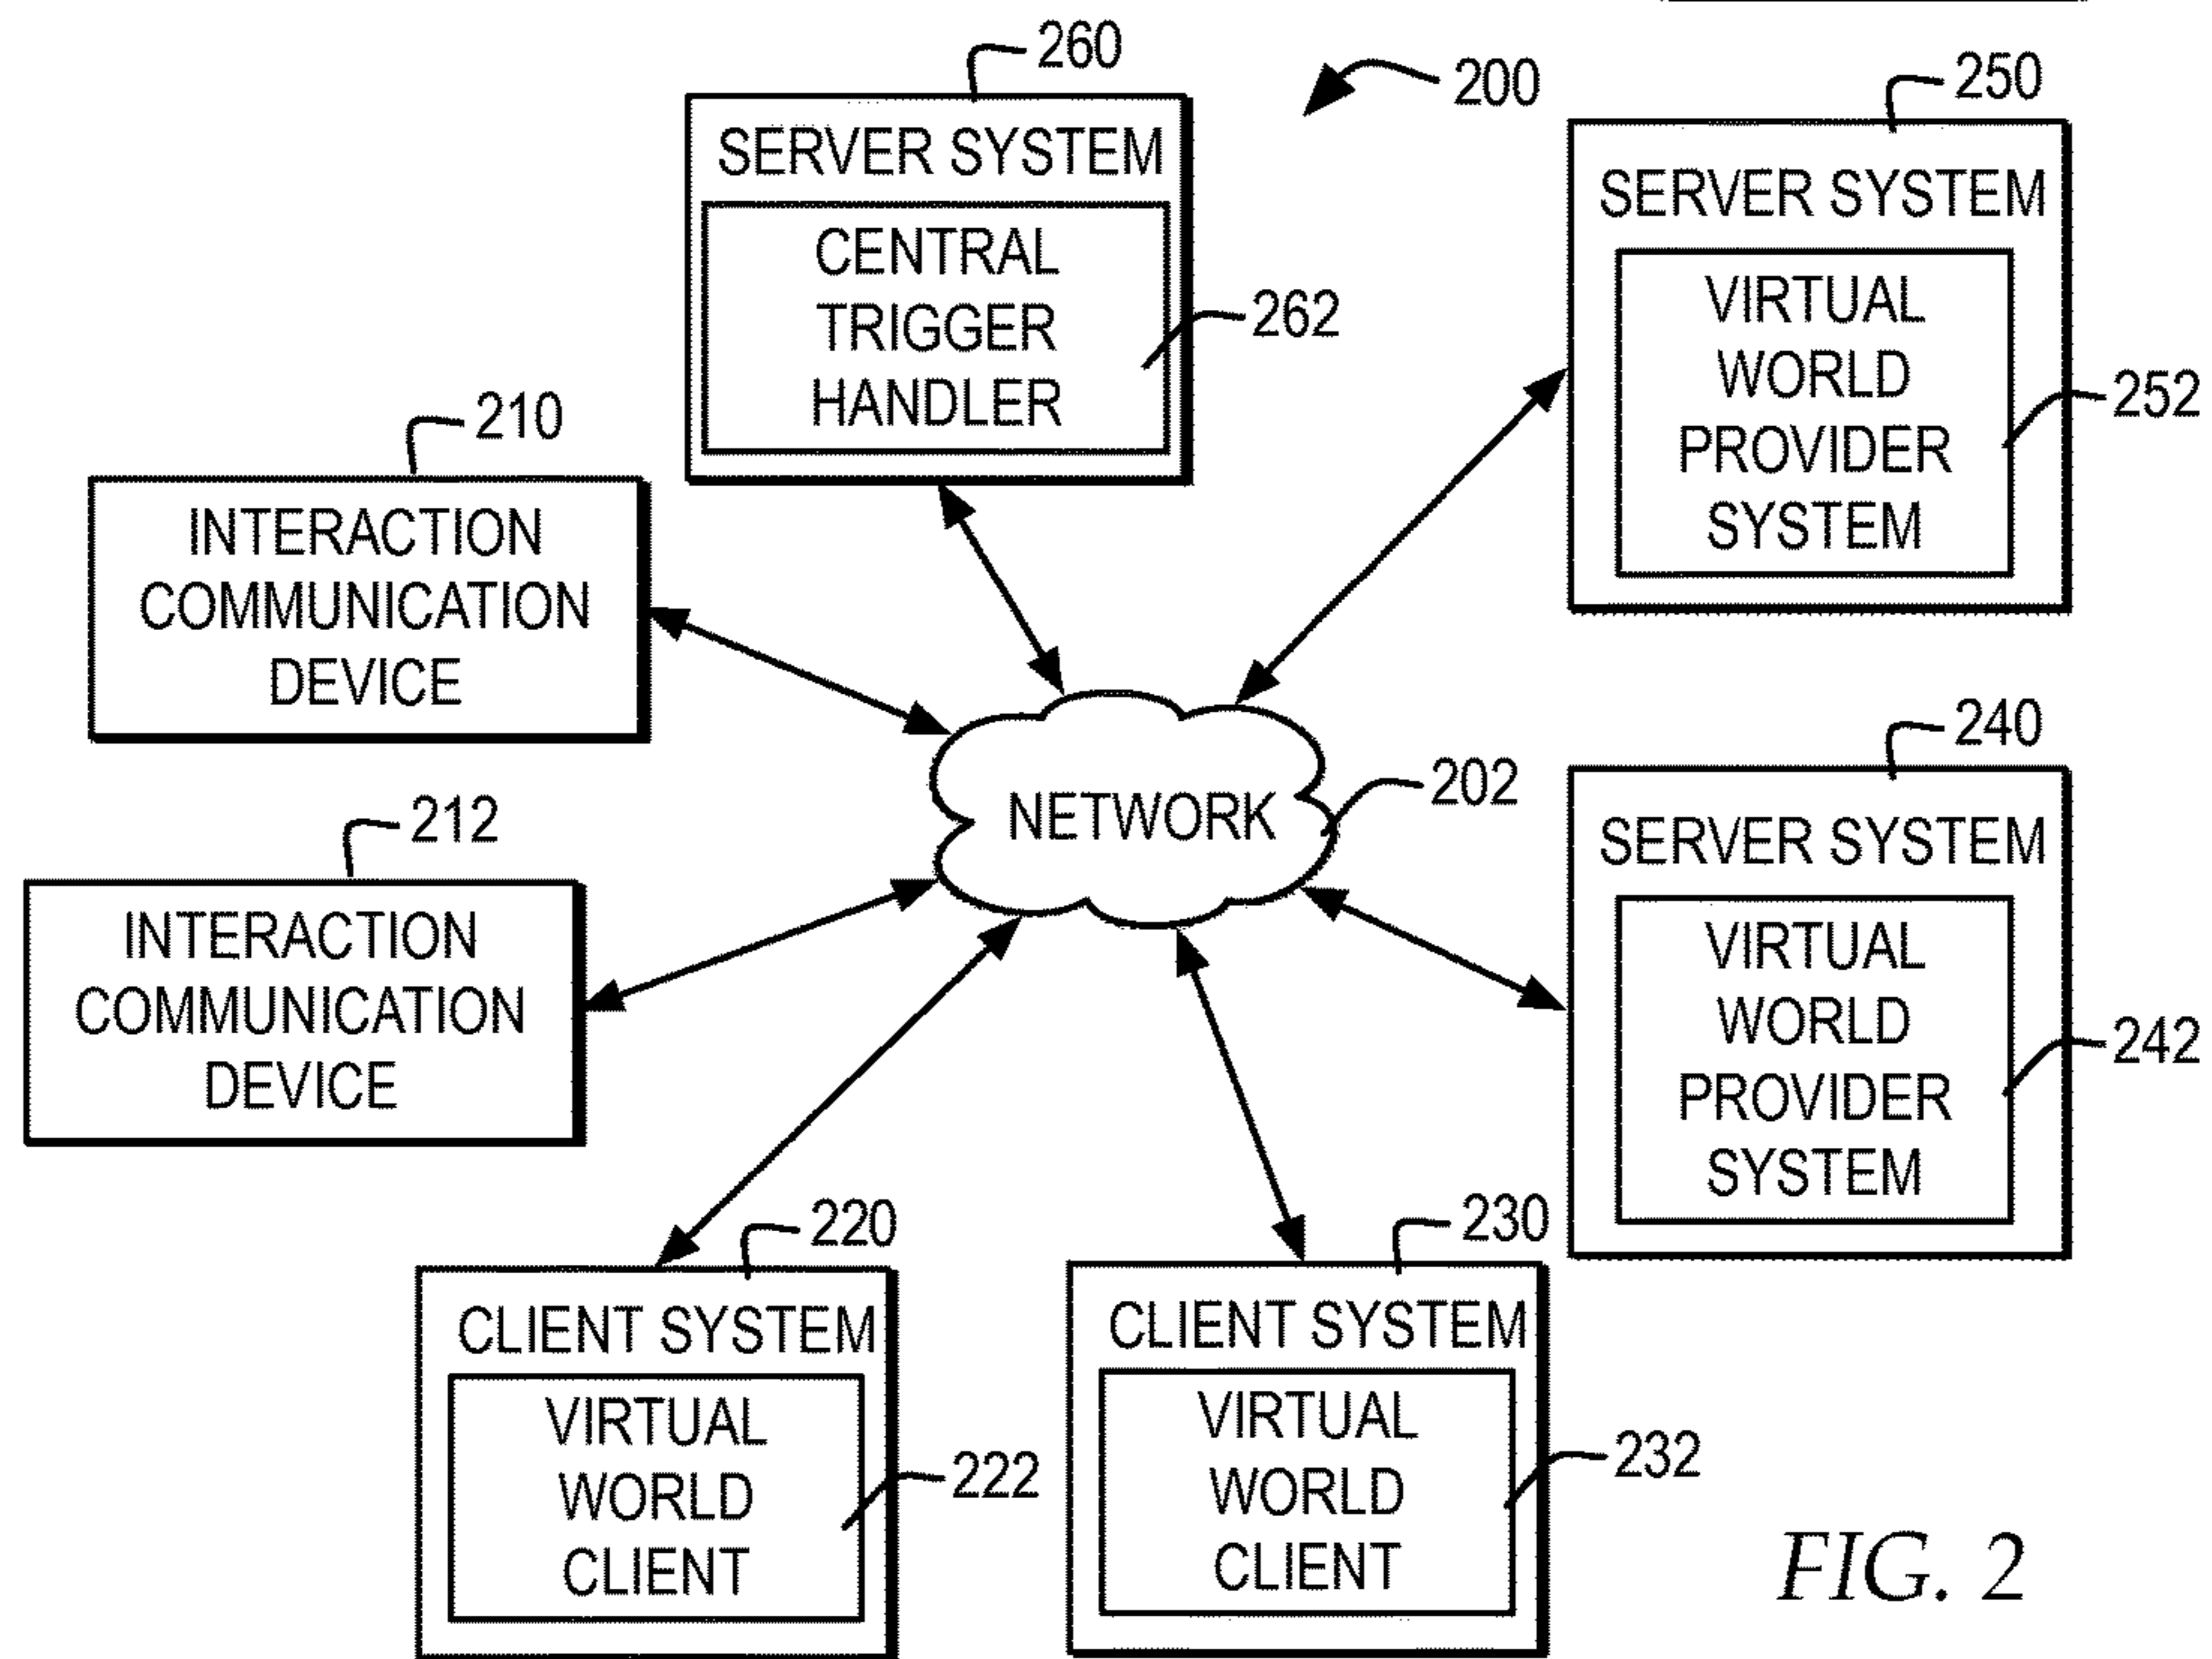 260
200
250
SERVER SYSTEM
CENTRAL
TRIGGER
HANDLER
262
SERVER SYSTEM
VIRTUAL
WORLD
PROVIDER
SYSTEM
252
210
INTERACTION
COMMUNICATION
DEVICE
NETWORK
202
240
SERVER SYSTEM
VIRTUAL
WORLD
PROVIDER
SYSTEM
242
212
INTERACTION
COMMUNICATION
DEVICE
220
CLIENT SYSTEM
VIRTUAL
WORLD
CLIENT
222
230
CLIENT SYSTEM
VIRTUAL
WORLD
CLIENT
232
FIG. 2